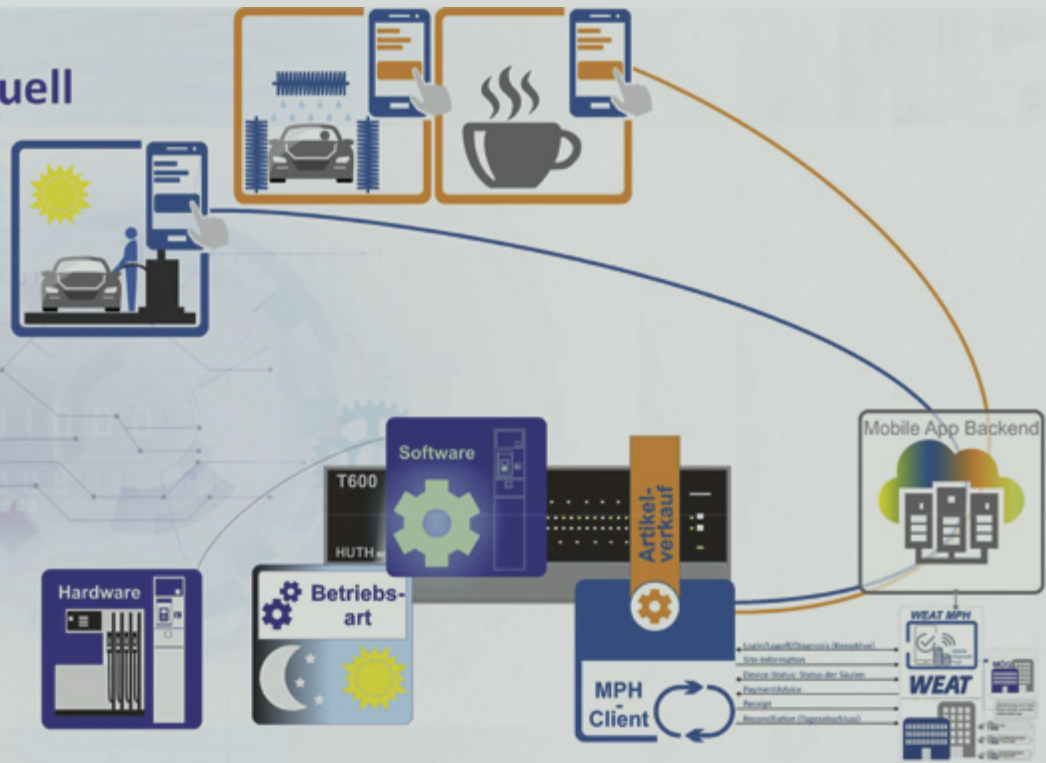 uell
Mobile App Backend
Software
T600
HUTH
Artikel-
verkauf
Hardware
Betriebs-
art
MPH
-
Client
Login/Logoff/Diagnosis (KeepAlive)
Site-Information
Device-Status: Status der Säulen
PaymentAdvice
Receipt
Reconciliation (Tagesabschluss)
WEAT MPH
WEAT